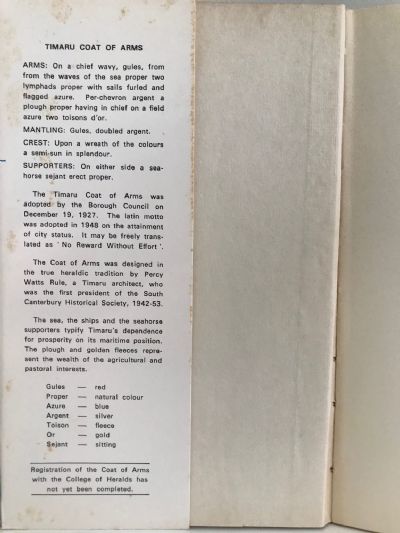 TIMARU COAT OF ARMS
ARMS: On a chief wavy, gules, from
from the waves of the sea proper two
lymphads proper with sails furled and
flagged azure. Per-chevron argent a
plough proper having in chief on a field
azure two toisons d'or.
MANTLING: Gules, doubled argent.
CREST: Upon a wreath of the colours
a semi-sun in splendour.
SUPPORTERS: On either side a sea-
horse sejant erect proper.
The Timaru Coat of Arms was
adopted by the Borough Council on
December 19, 1927. The latin motto
was adopted in 1948 on the attainment
of city status. It may be freely trans-
lated as ' No Reward Without Effort '.
The Coat of Arms was designed in
the true heraldic tradition by Percy
Watts Rule, a Timaru architect, who
was the first president of the South
Canterbury Historical Society, 1942-53.
The sea, the ships and the seahorse
supporters typify Timaru's dependence
for prosperity on its maritime position.
The plough and golden fleeces repre-
sent the wealth of the agricultural and
pastoral interests.
Gules — red
Proper — natural colour
Azure — blue
Argent — silver
Toison — fleece
Or — gold
Sejant — sitting
Registration of the Coat of Arms
with the College of Heralds has
not yet been completed.